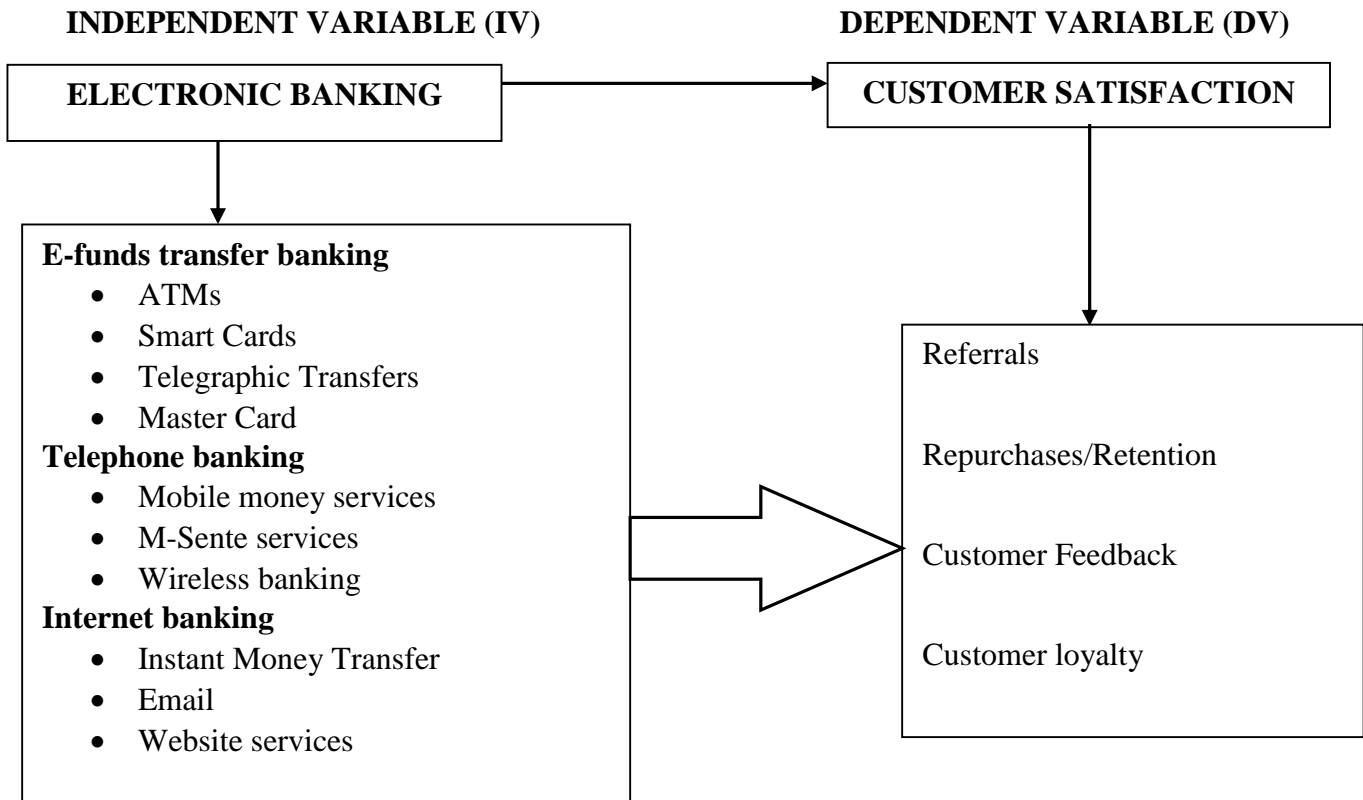 INDEPENDENT VARIABLE (IV)
DEPENDENT VARIABLE (DV)
ELECTRONIC BANKING
CUSTOMER SATISFACTION
E-funds transfer banking
• ATMs
• Smart Cards
• Telegraphic Transfers
• Master Card
Telephone banking
• Mobile money services
• M-Sente services
• Wireless banking
Internet banking
• Instant Money Transfer
• Email
• Website services
Referrals
Repurchases/Retention
Customer Feedback
Customer loyalty